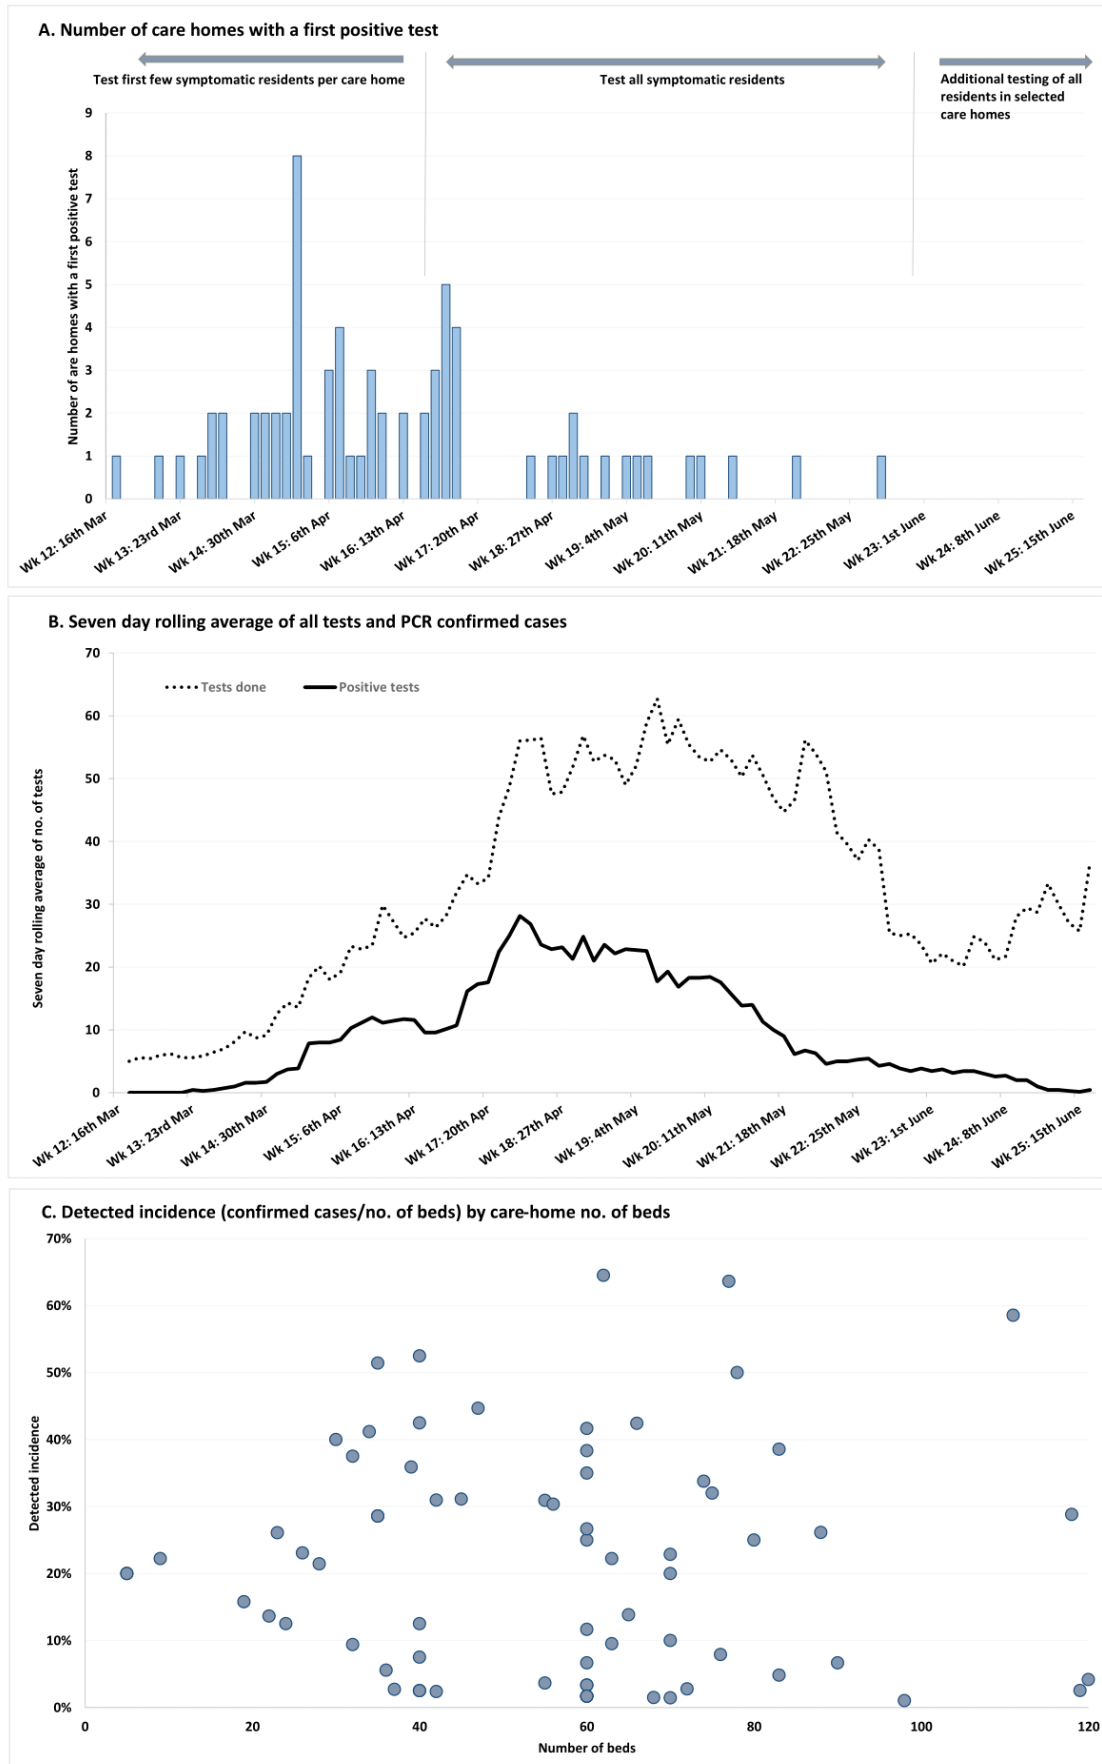 A. Number of care homes with a first positive test
Test first few symptomatic residents per care home
Test all symptomatic residents
Additional testing of all
residents in selected
care homes
Number of are homes with a first positive test
9
8
7
6
5
4
3
2
1
0
Wk 12: 16th Mar
Wk 13: 23rd Mar
Wk 14: 30th Mar
Wk 15: 6th Apr
Wk 16: 13th Apr
Wk 17: 20th Apr
Wk 18: 27th Apr
Wk 19: 4th May
Wk 20: 11th May
Wk 21: 18th May
Wk 22: 25th May
Wk 23: 1st June
Wk 24: 8th June
Wk 25: 15th June
B. Seven day rolling average of all tests and PCR confirmed cases
Tests done
Positive tests
Seven day rolling average of no. of tests
70
60
50
40
30
20
10
0
Wk 12: 16th Mar
Wk 13: 23rd Mar
Wk 14: 30th Mar
Wk 15: 6th Apr
Wk 16: 13th Apr
Wk 17: 20th Apr
Wk 18: 27th Apr
Wk 19: 4th May
Wk 20: 11th May
Wk 21: 18th May
Wk 22: 25th May
Wk 23: 1st June
Wk 24: 8th June
Wk 25: 15th June
C. Detected incidence (confirmed cases/no. of beds) by care-home no. of beds
Detected incidence
70%
60%
50%
40%
30%
20%
10%
0%
0
20
40
60
80
100
120
Number of beds